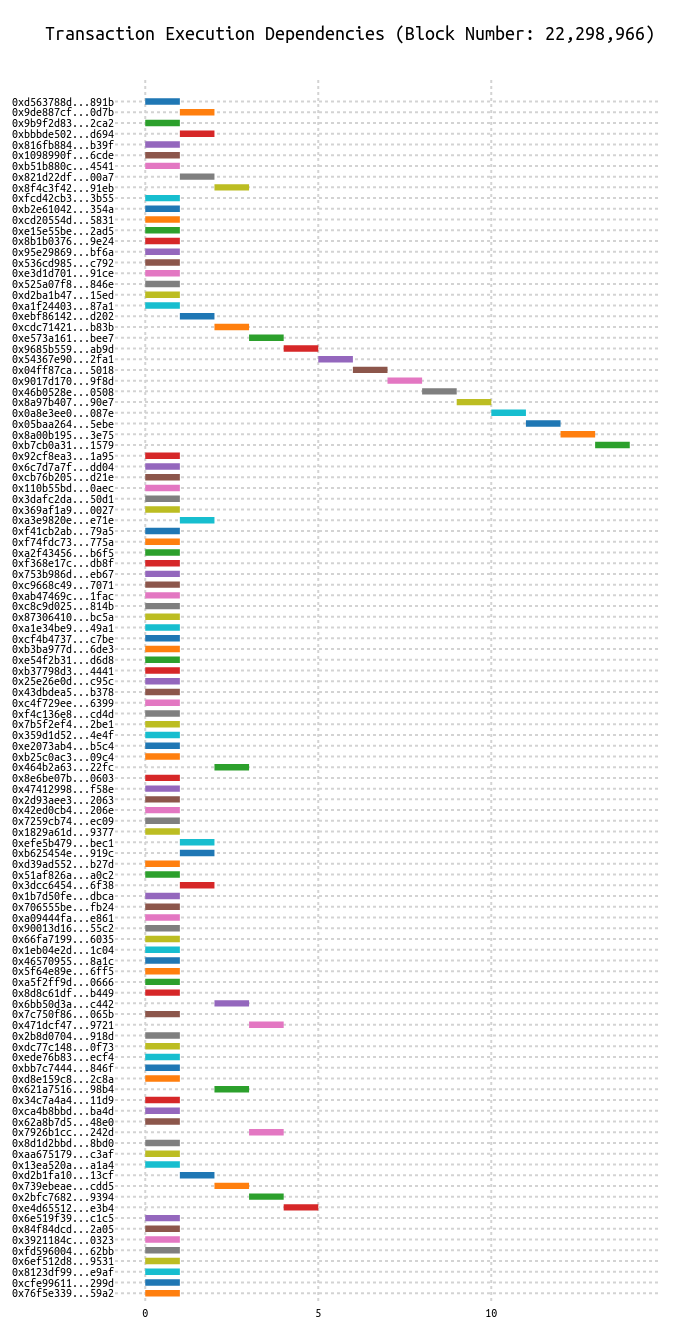 Transaction Execution Dependencies (Block Number: 22,298,966)
0xd563788d...891b
0x9de887cf...0d7b
0x9b9f2d83...2ca2
0xbbbde502...d694
0x816fb884...b39f
0x1098990f...6cde
0xb51b880c...4541
0x821d22df...00a7
0x8f4c3f42...91eb
0xfcd42cb3...3b55
0xb2e61042...354a
0xcd20554d...5831
0xe15e55be...2ad5
0x8b1b0376...9e24
0x95e29869...bf6a
0x536cd985...c792
0xe3d1d701...91ce
0x525a07f8...846e
0xd2ba1b47...15ed
0xa1f24403...87a1
0xebf86142...d202
0xcdc71421...b83b
0xe573a161...bee7
0x9685b559...ab9d
0x54367e90...2fa1
0x04ff87ca...5018
0x9017d170...9f8d
0x46b0528e...0508
0x8a97b407...90e7
0x0a8e3ee0...087e
0x05baa264...5ebe
0x8a00b195...3e75
0xb7cb0a31...1579
0x92cf8ea3...1a95
0x6c7d7a7f...dd04
0xcb76b205...d21e
0x110b55bd...0aec
0x3dafc2da...50d1
0x369af1a9...0027
0xa3e9820e...e71e
0xf41cb2ab...79a5
0xf74fdc73...775a
0xa2f43456...b6f5
0xf368e17c...db8f
0x753b986d...eb67
0xc9668c49...7071
0xab47469c...1fac
0xc8c9d025...814b
0x87306410...bc5a
0xa1e34be9...49a1
0xcf4b4737...c7be
0xb3ba977d...6de3
0xe54f2b31...d6d8
0xb37798d3...4441
0x25e26e0d...c95c
0x43dbdea5...b378
0xc4f729ee...6399
0xf4c136e8...cd4d
0x7b5f2ef4...2be1
0x359d1d52...4e4f
0xe2073ab4...b5c4
0xb25c0ac3...09c4
0x464b2a63...22fc
0x8e6be07b...0603
0x47412998...f58e
0x2d93aee3...2063
0x42ed0cb4...206e
0x7259cb74...ec09
0x1829a61d...9377
0xefe5b479...bec1
0xb625454e...919c
0xd39ad552...b27d
0x51af826a...a0c2
0x3dcc6454...6f38
0x1b7d50fe...dbca
0x706555be...fb24
0xa09444fa...e861
0x90013d16...55c2
0x66fa7199...6035
0x1eb04e2d...1c04
0x46570955...8a1c
0x5f64e89e...6ff5
0xa5f2ff9d...0666
0x8d8c61df...b449
0x6bb50d3a...c442
0x7c750f86...065b
0x471dcf47...9721
0x2b8d0704...918d
0xdc77c148...0f73
0xede76b83...ecf4
0xbb7c7444...846f
0xd8e159c8...2c8a
0x621a7516...98b4
0x34c7a4a4...11d9
0xca4b8bbd...ba4d
0x62a8b7d5...48e0
0x7926b1cc...242d
0x8d1d2bbd...8bd0
0xaa675179...c3af
0x13ea520a...a1a4
0xd2b1fa10...13cf
0x739ebeae...cdd5
0x2bfc7682...9394
0xe4d65512...e3b4
0x6e519f39...c1c5
0x84f84dcd...2a05
0x3921184c...0323
0xfd596004...62bb
0x6ef512d8...9531
0x8123df99...e9af
0xcfe99611...299d
0x76f5e339...59a2
0 5 10